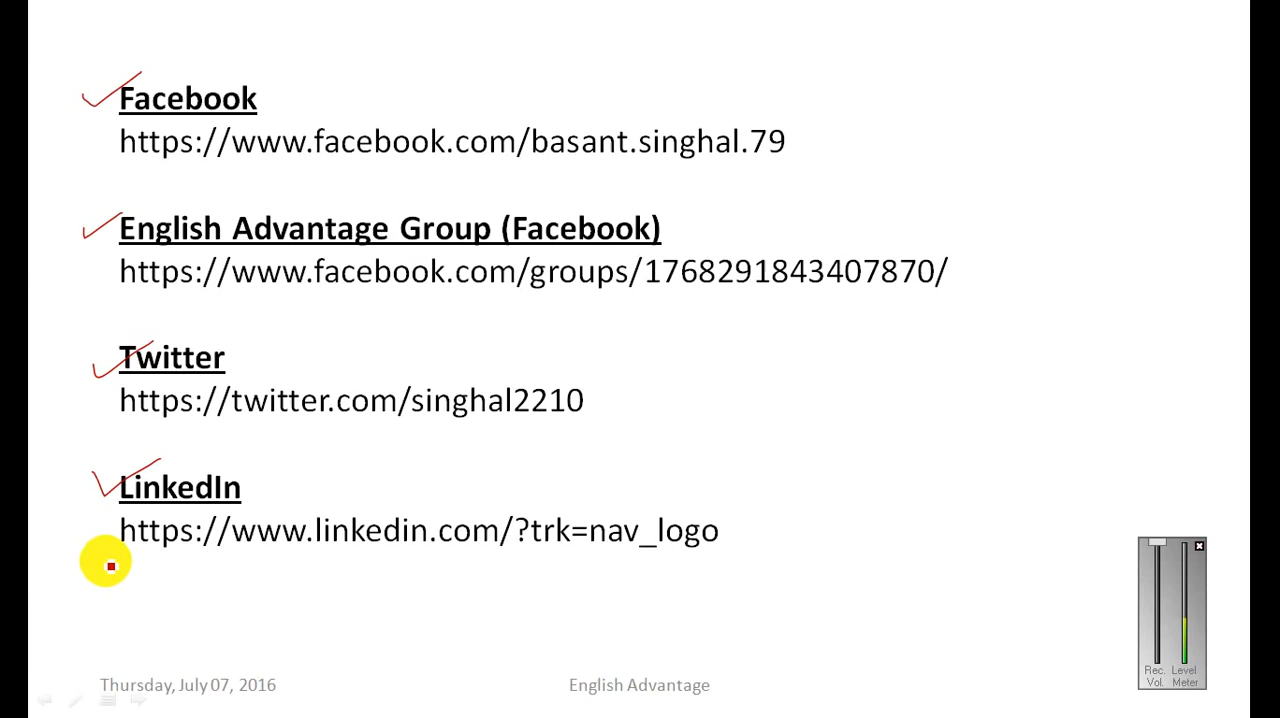 Facebook
https://www.facebook.com/basant.singhal.79
English Advantage Group (Facebook)
https://www.facebook.com/groups/1768291843407870/
Twitter
https://twitter.com/singhal2210
LinkedIn
https://www.linkedin.com/?trk=nav_logo
Rec. Level
Vol. Meter
Thursday, July 07, 2016
English Advantage